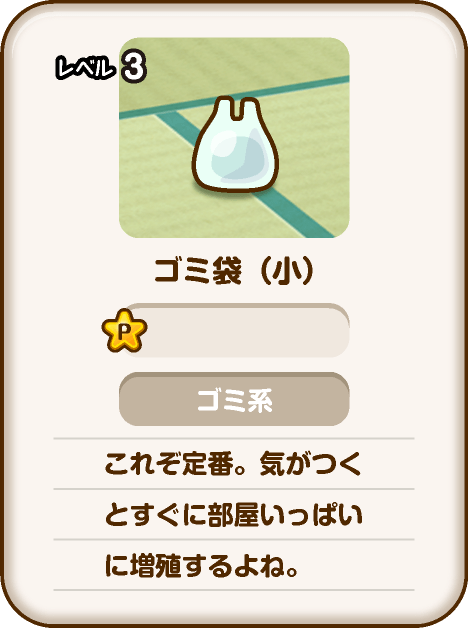 レベル 3
ゴミ袋（小）
P
ゴミ系
これぞ定番。気がつく
とすぐに部屋いっぱい
に増殖するよね。